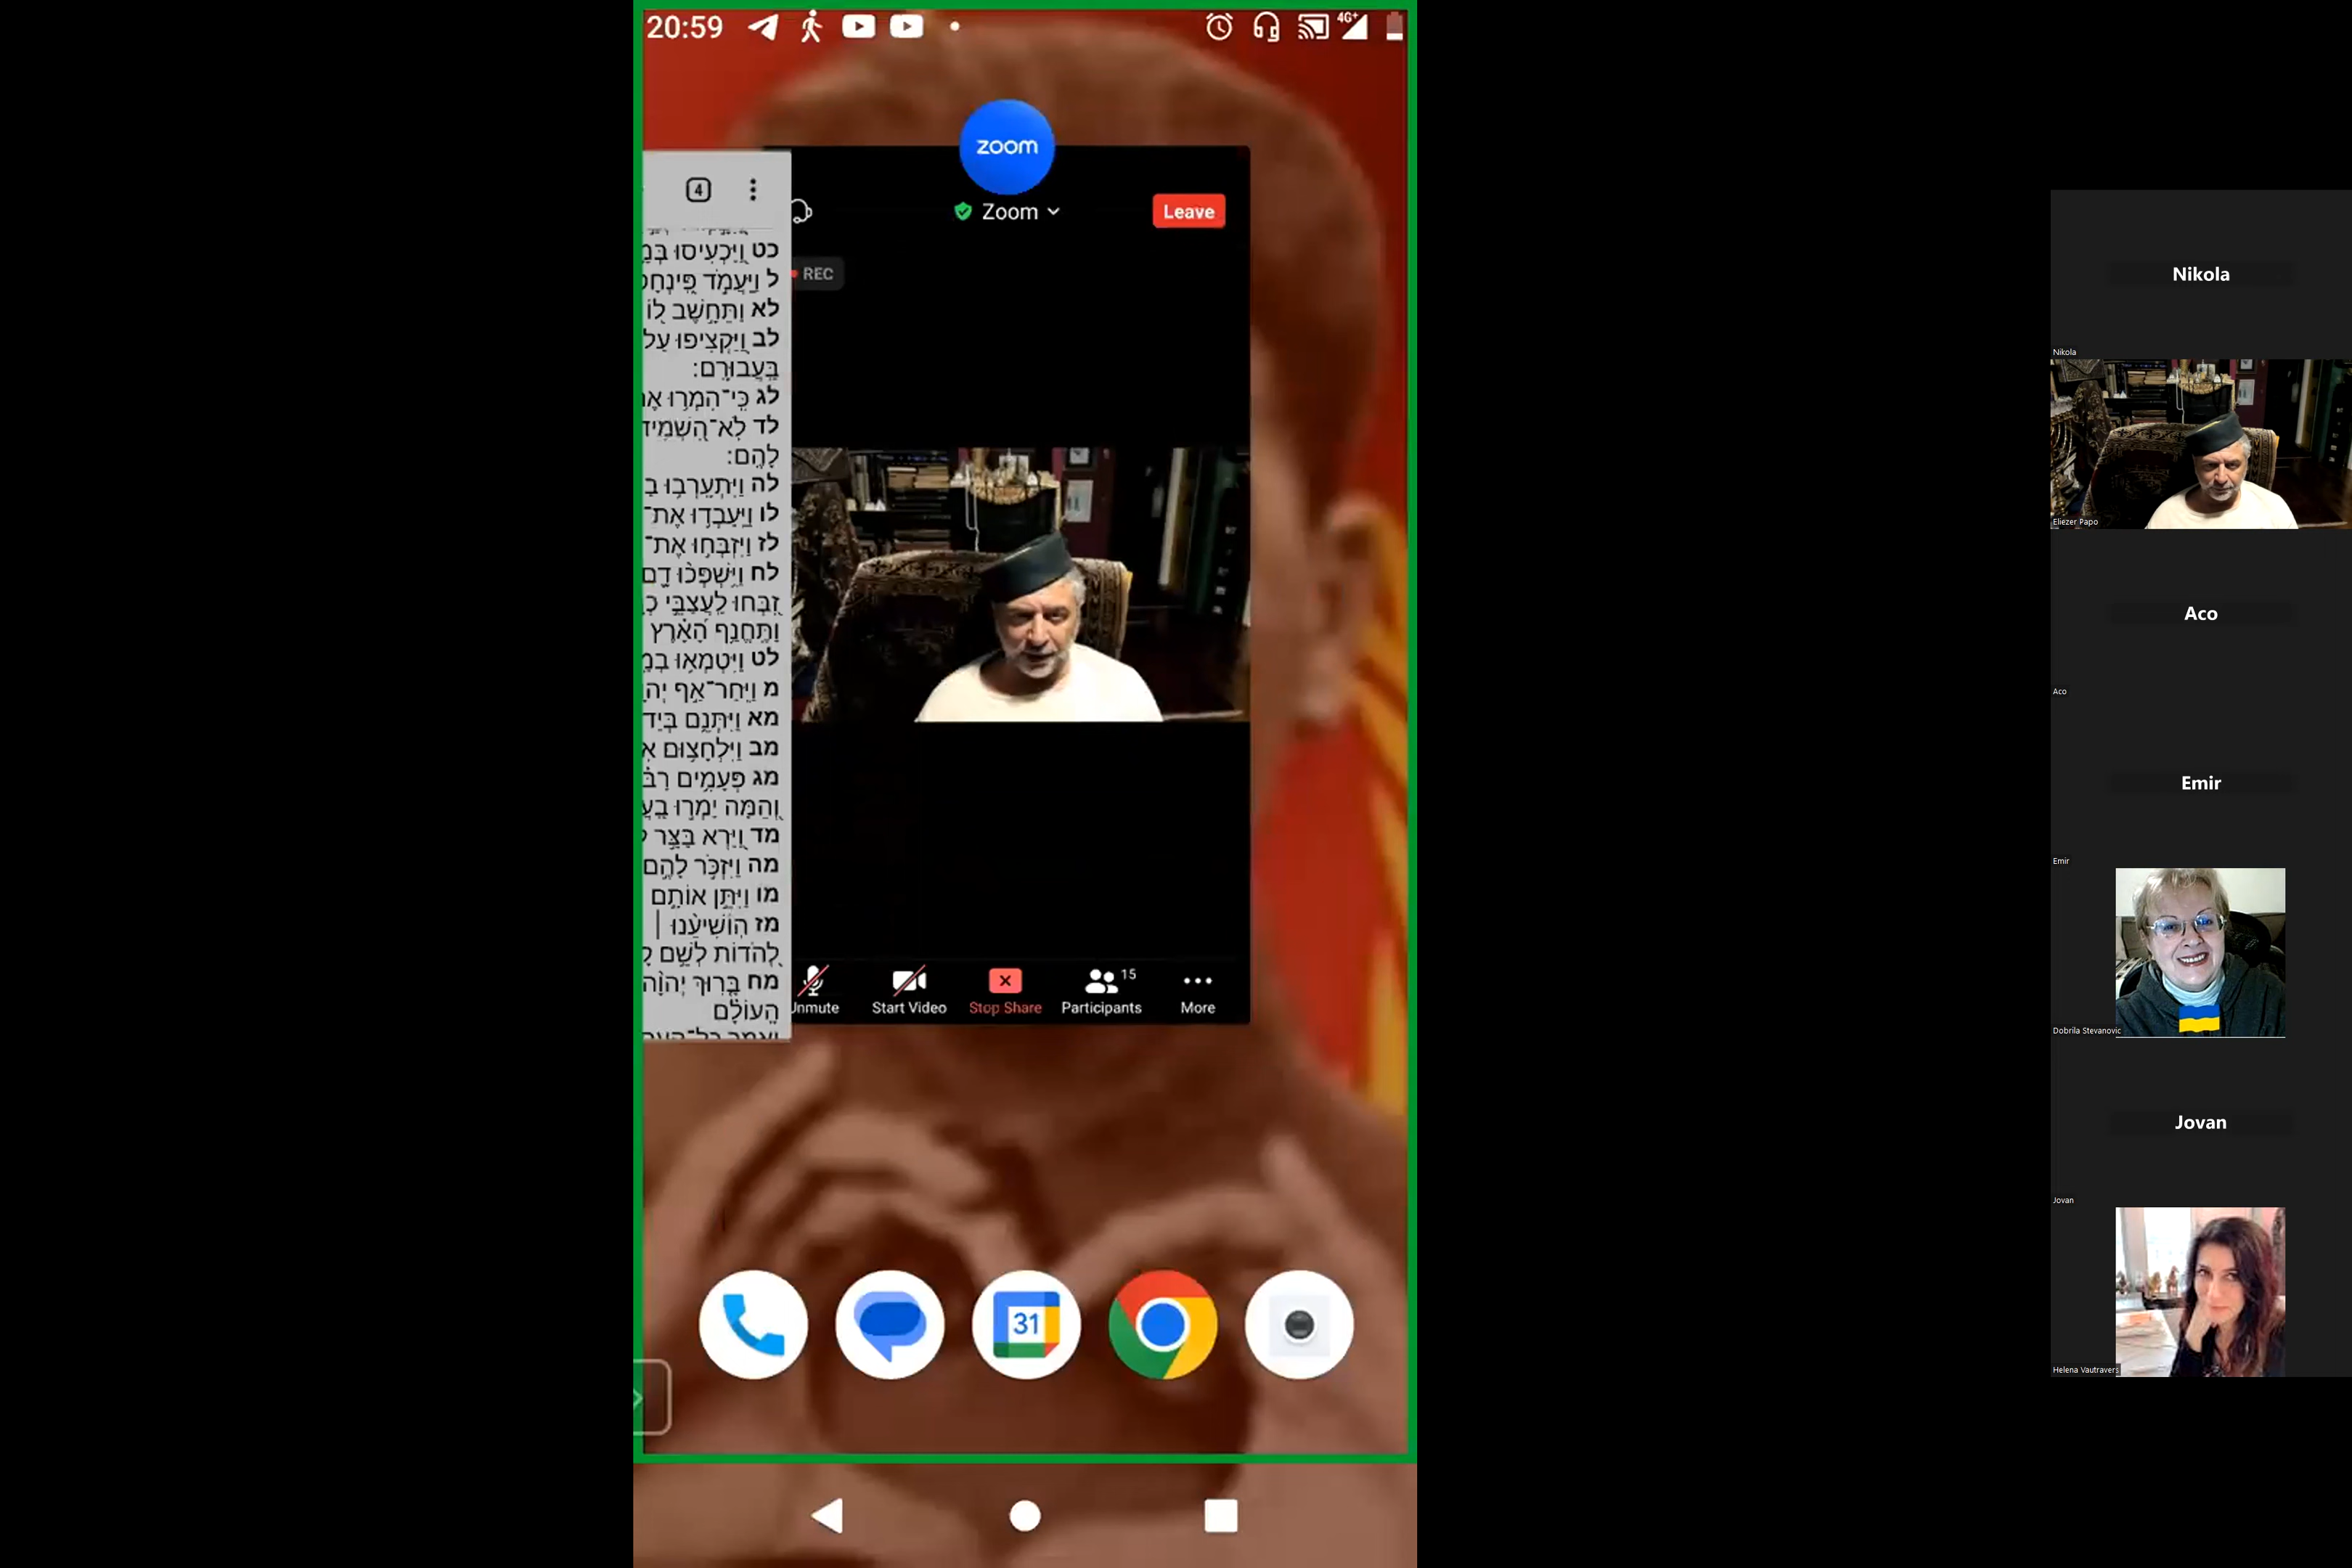 20:59
4G+
zoom
4
Zoom
Leave
REC
כט וַיַּכְעִיסוּ
ל וַיַּעֲמֹד
לא וַתֵּחָשֶׁב לוֹ
לב וַיַּקְצִיפוּ עַל
בַּעֲבוּרָם:
לג כִּי־הִמְרוּ
לד לֹא־הִשְׁמִידוּ
לָהֶם:
לה וַיִּתְעָרְבוּ
לו וַיַּעַבְדוּ אֶת־
לז וַיִּזְבְּחוּ אֶת־
לח וַיִּשְׁפְּכוּ דָם
זִבְּחוּ לַעֲצַבֵּי
וַתֶּחֱנַף הָאָרֶץ
לט וַיִּטְמְאוּ
מ וַיִּחַר־אַף
מא וַיִּתְּנֵם בְּיַד
מב וַיִּלְחָצוּם
מג פְּעָמִים
וְהֵמָּה יַמְרוּ
מד וַיַּרְא בַּצַּר
מה וַיִּזְכֹּר לָהֶם
מו וַיִּתֵּן אוֹתָם
מז הוֹשִׁיעֵנוּ |
לְהֹדוֹת לְשֵׁם
מח בָּרוּךְ יְהוָה
הָעוֹלָם
Unmute
Start Video
Stop Share
15
Participants
More
31
Nikola
Nikola
Eliezer Papo
Aco
Aco
Emir
Emir
Dobrila Stevanovic
Jovan
Jovan
Helena Vautravers